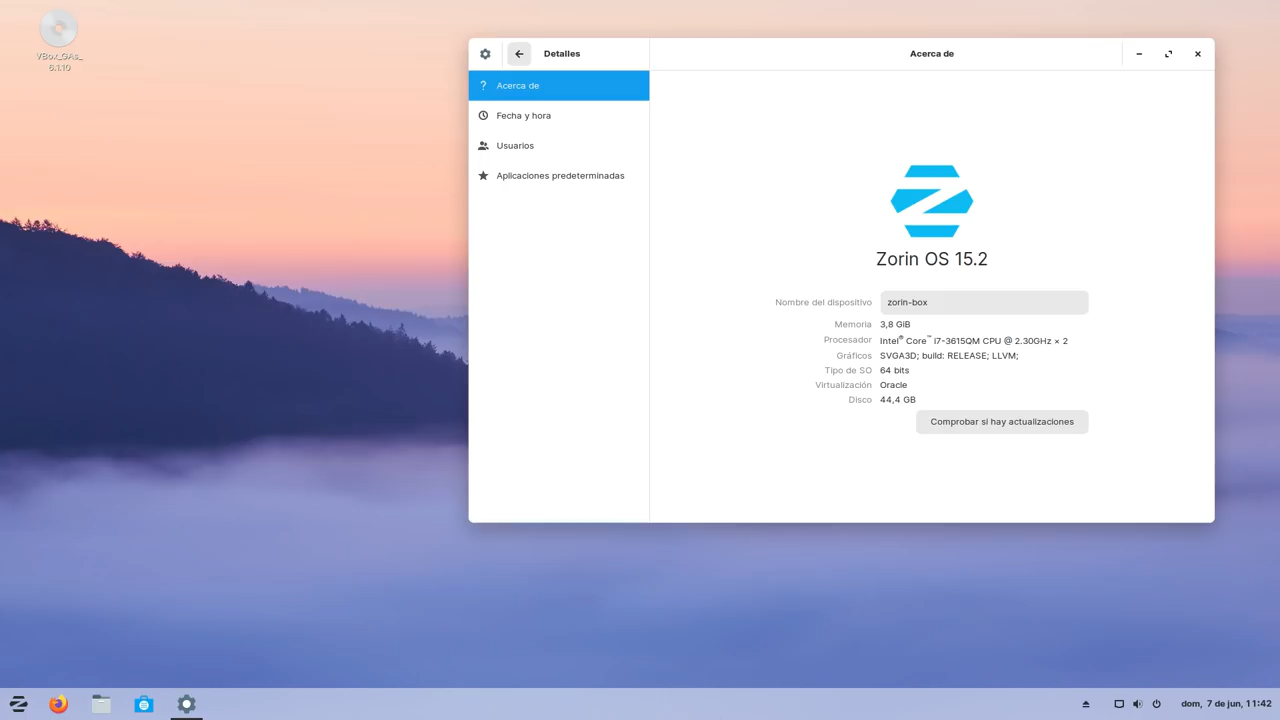 VBox_GAs_
6.1.10
Detalles
Acerca de
Acerca de
Fecha y hora
Usuarios
Aplicaciones predeterminadas
Zorin OS 15.2
Nombre del dispositivo zorin-box
Memoria 3,8 GiB
Procesador Intel® Core™ i7-3615QM CPU @ 2.30GHz × 2
Gráficos SVGA3D; build: RELEASE; LLVM;
Tipo de SO 64 bits
Virtualización Oracle
Disco 44,4 GB
Comprobar si hay actualizaciones
dom, 7 de jun, 11:42